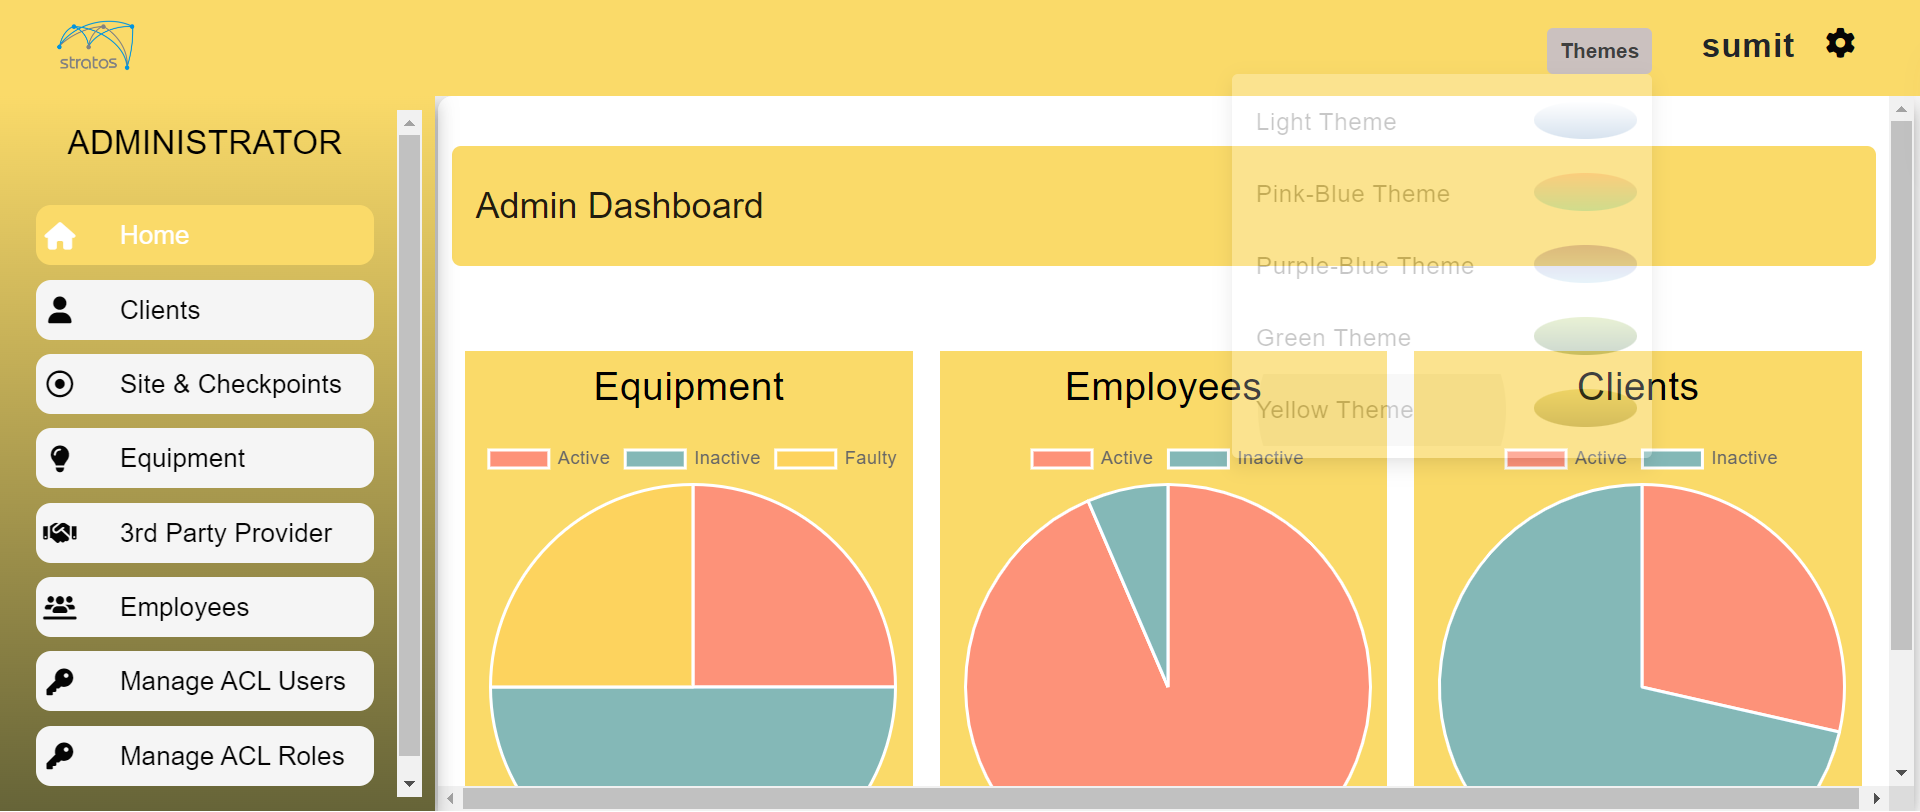 stratos
Themes
sumit
ADMINISTRATOR
Home
Clients
Site & Checkpoints
Equipment
3rd Party Provider
Employees
Manage ACL Users
Manage ACL Roles
Light Theme
Pink-Blue Theme
Purple-Blue Theme
Green Theme
Yellow Theme
Admin Dashboard
Equipment
Active Inactive Faulty
Employees
Active Inactive
Clients
Active Inactive